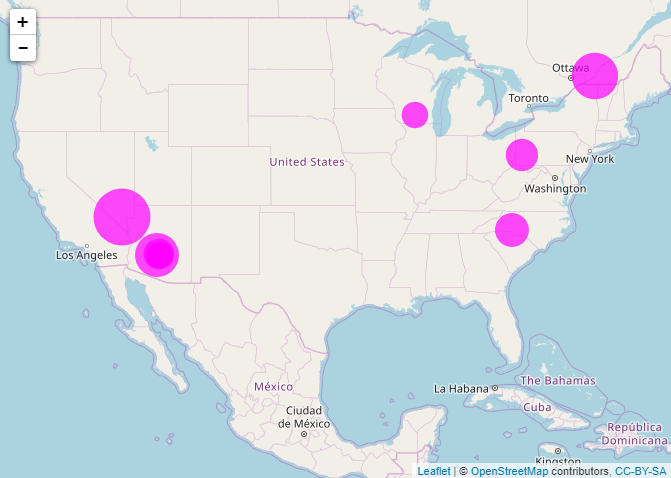 +
−
Ottawa
Toronto
United States
New York
Washington
Los Angeles
La Habana
The Bahamas
México
Cuba
Ciudad
de México
República
Dominicana
Kingston
Leaflet | © OpenStreetMap contributors, CC-BY-SA